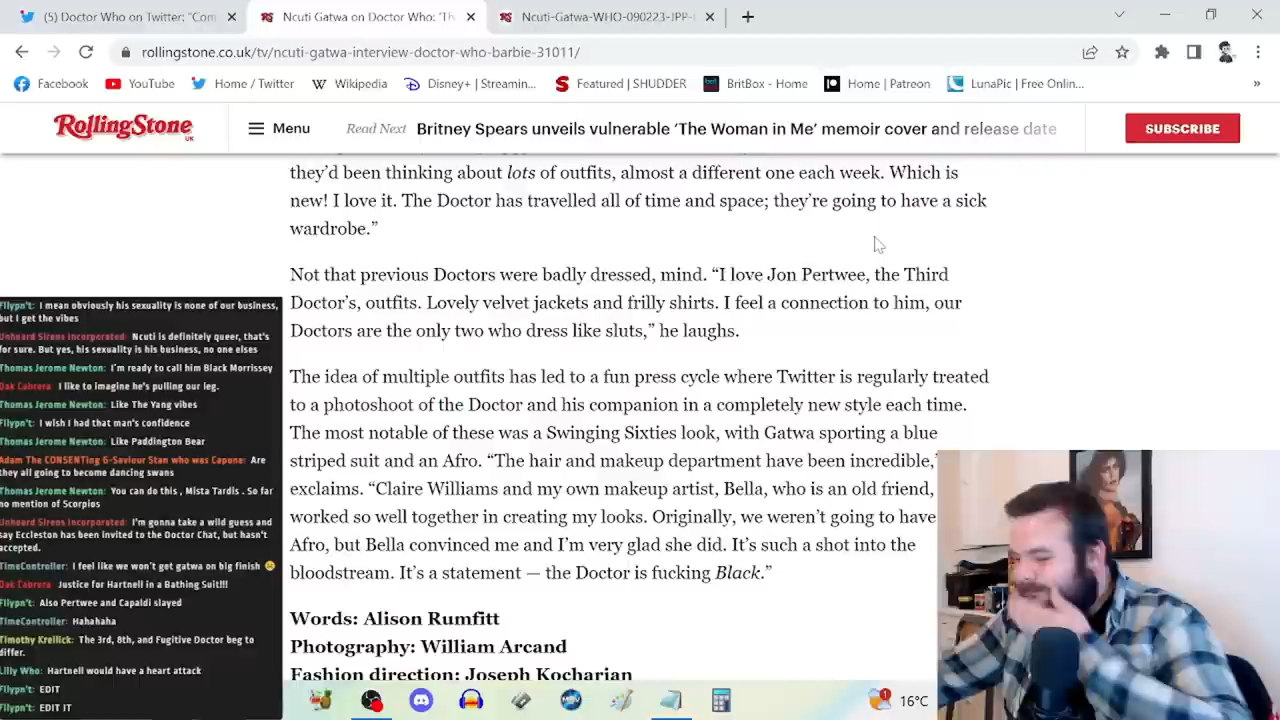 (5) Doctor Who on Twitter: "Com
Ncuti Gatwa on Doctor Who: 'Th
Ncuti-Gatwa-WHO-090223-JPP-
rollingstone.co.uk/tv/ncuti-gatwa-interview-doctor-who-barbie-31011/
Facebook
YouTube
Home / Twitter
Wikipedia
Disney+ | Streamin...
Featured | SHUDDER
BritBox - Home
Home | Patreon
LunaPic | Free Onlin...
»
RollingStone
UK
Menu
Read Next
Britney Spears unveils vulnerable ‘The Woman in Me’ memoir cover and release date
SUBSCRIBE
they’d been thinking about lots of outfits, almost a different one each week. Which is
new! I love it. The Doctor has travelled all of time and space; they’re going to have a sick
wardrobe.”
Not that previous Doctors were badly dressed, mind. “I love Jon Pertwee, the Third
Doctor’s, outfits. Lovely velvet jackets and frilly shirts. I feel a connection to him, our
Doctors are the only two who dress like sluts,” he laughs.
The idea of multiple outfits has led to a fun press cycle where Twitter is regularly treated
to a photoshoot of the Doctor and his companion in a completely new style each time.
The most notable of these was a Swinging Sixties look, with Gatwa sporting a blue
striped suit and an Afro. “The hair and makeup department have been incredible,”
exclaims. “Claire Williams and my own makeup artist, Bella, who is an old friend,
worked so well together in creating my looks. Originally, we weren’t going to have
Afro, but Bella convinced me and I’m very glad she did. It’s such a shot into the
bloodstream. It’s a statement — the Doctor is fucking Black.”
Words: Alison Rumfitt
Photography: William Arcand
Fashion direction: Joseph Kocharian
Fllypn't: I mean obviously his sexuality is none of our business,
but I get the vibes
Unheard Sirens Incorporated: Ncuti is definitely queer, that's
for sure. But yes, his sexuality is his business, no one elses
Thomas Jerome Newton: I'm ready to call him Black Morrissey
Dak Cabrera: I like to imagine he's pulling our leg.
Thomas Jerome Newton: Like The Yang vibes
Fllypn't: I wish I had that man's confidence
Thomas Jerome Newton: Like Paddington Bear
Adam The CONSENTing 6-Saviour Stan who was Capone: Are
they all going to become dancing swans
Thomas Jerome Newton: You can do this , Mista Tardis . So far
no mention of Scorpios
Unheard Sirens Incorporated: I'm gonna take a wild guess and
say Eccleston has been invited to the Doctor Chat, but hasn't
accepted.
TimeController: I feel like we won't get gatwa on big finish
Dak Cabrera: Justice for Hartnell in a Bathing Suit!!!
Fllypn't: Also Pertwee and Capaldi slayed
TimeController: Hahahaha
Timothy Krellick: The 3rd, 8th, and Fugitive Doctor beg to
differ.
Lilly Who: Hartnell would have a heart attack
Fllypn't: EDIT
Fllypn't: EDIT IT
16°C